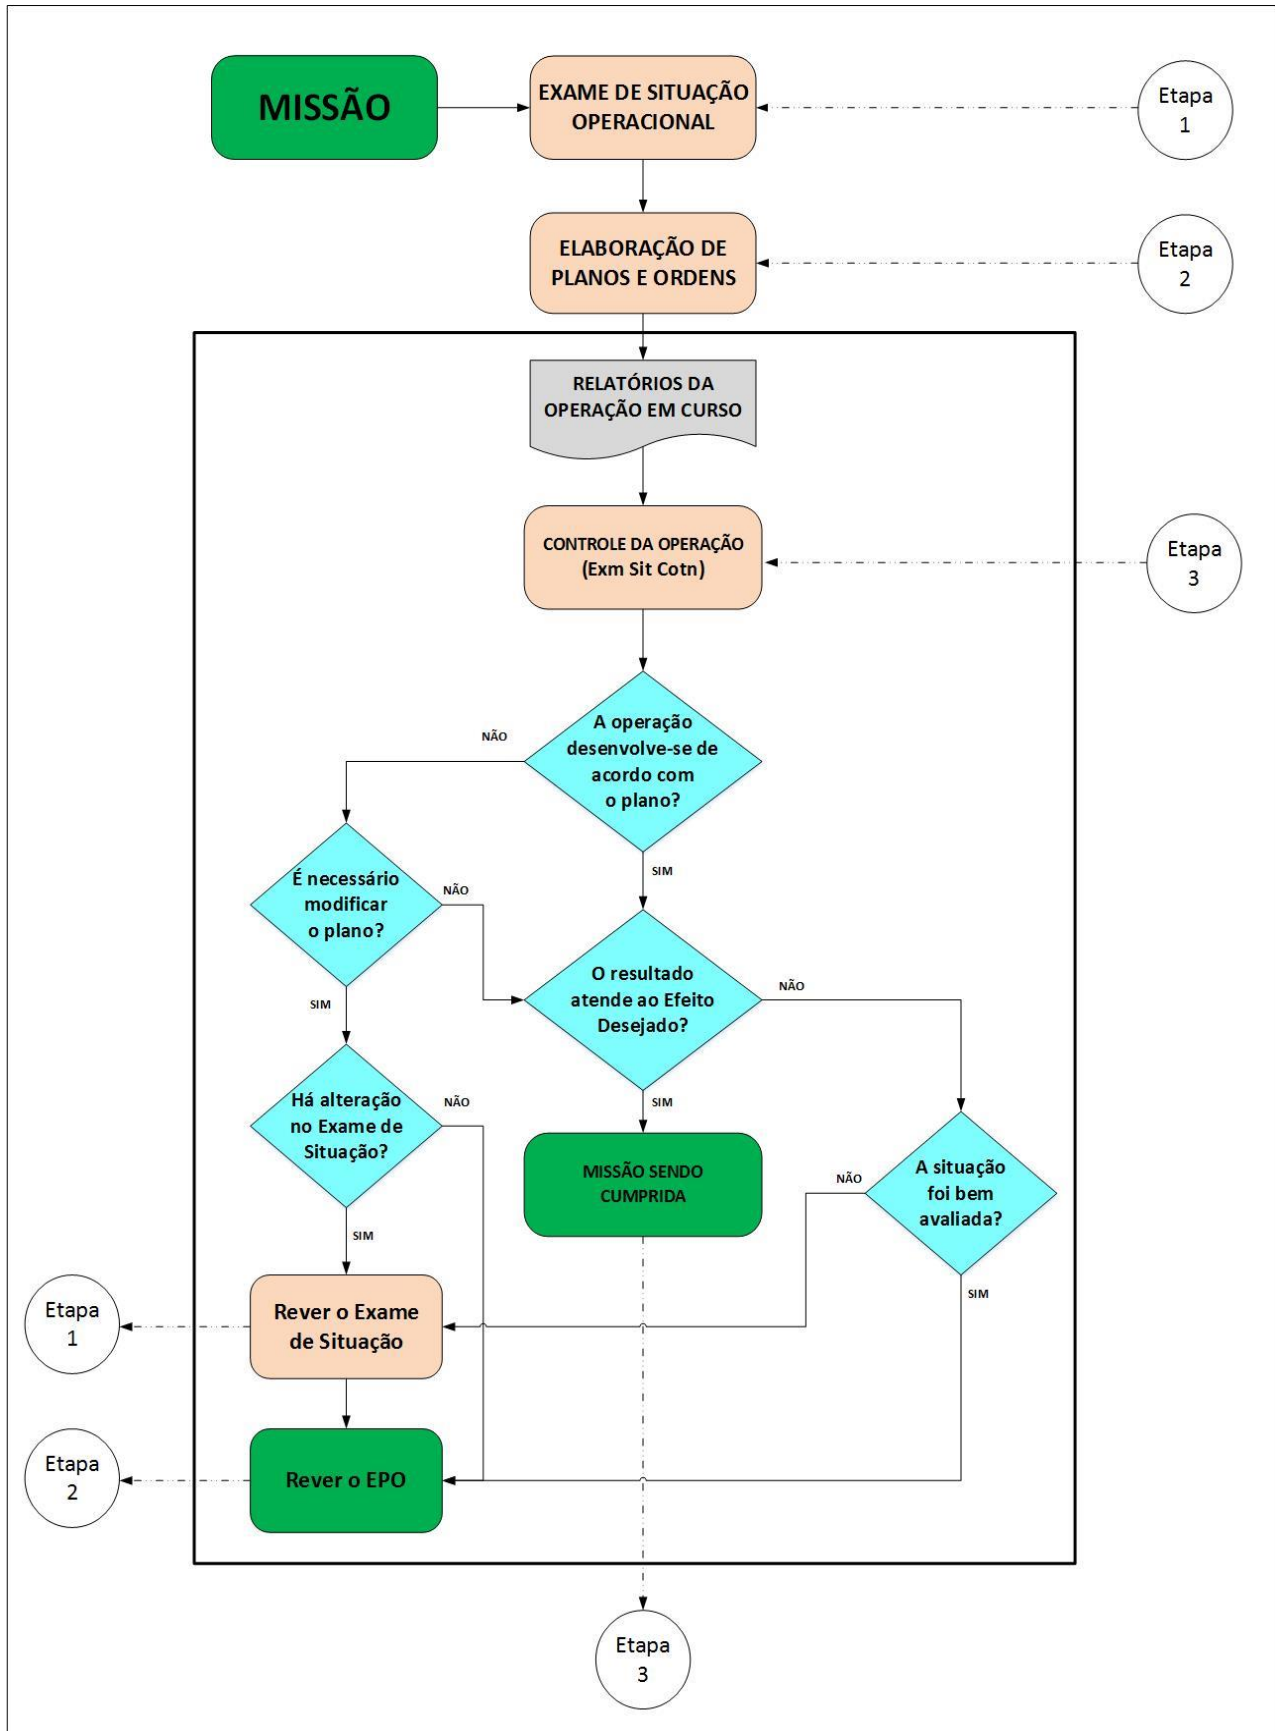 MISSÃO
EXAME DE SITUAÇÃO
OPERACIONAL
Etapa
1
ELABORAÇÃO DE
PLANOS E ORDENS
Etapa
2
RELATÓRIOS DA
OPERAÇÃO EM CURSO
CONTROLE DA OPERAÇÃO
(Exm Sit Cotn)
Etapa
3
A operação
desenvolve-se de
acordo com
o plano?
NÃO
SIM
É necessário
modificar
o plano?
NÃO
SIM
O resultado
atende ao Efeito
Desejado?
NÃO
SIM
Há alteração
no Exame de
Situação?
NÃO
SIM
MISSÃO SENDO
CUMPRIDA
A situação
foi bem
avaliada?
NÃO
SIM
Rever o Exame
de Situação
Etapa
1
Rever o EPO
Etapa
2
Etapa
3